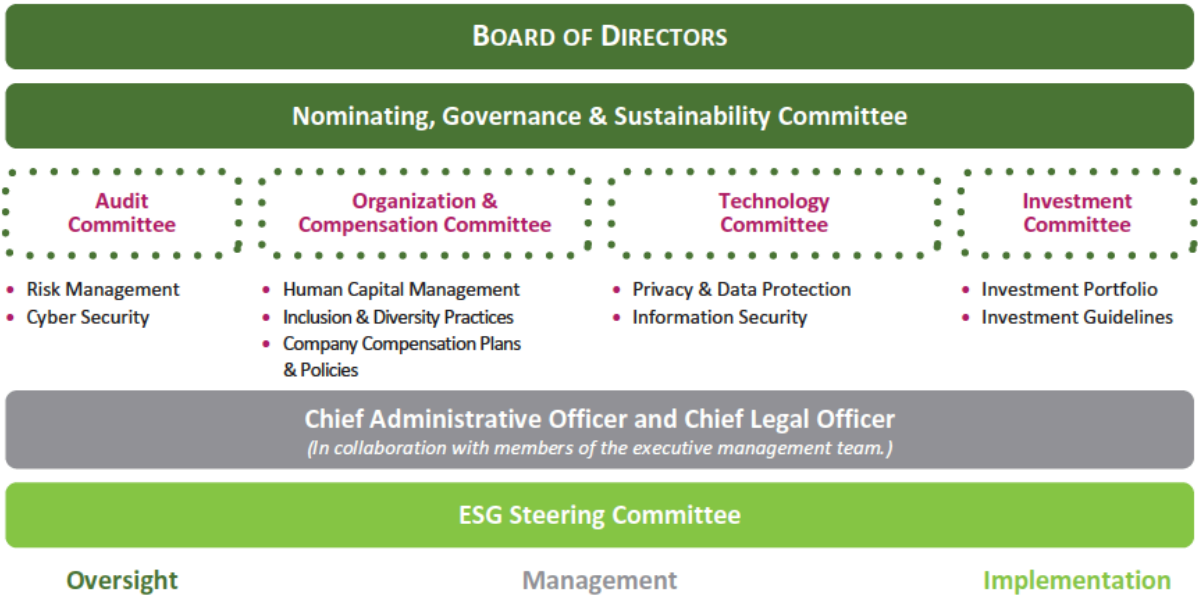 BOARD OF DIRECTORS
Nominating, Governance & Sustainability Committee
Audit
Committee
• Risk Management
• Cyber Security
Organization &
Compensation Committee
• Human Capital Management
• Inclusion & Diversity Practices
• Company Compensation Plans
& Policies
Technology
Committee
• Privacy & Data Protection
• Information Security
Investment
Committee
• Investment Portfolio
• Investment Guidelines
Chief Administrative Officer and Chief Legal Officer
(In collaboration with members of the executive management team.)
ESG Steering Committee
Oversight
Management
Implementation